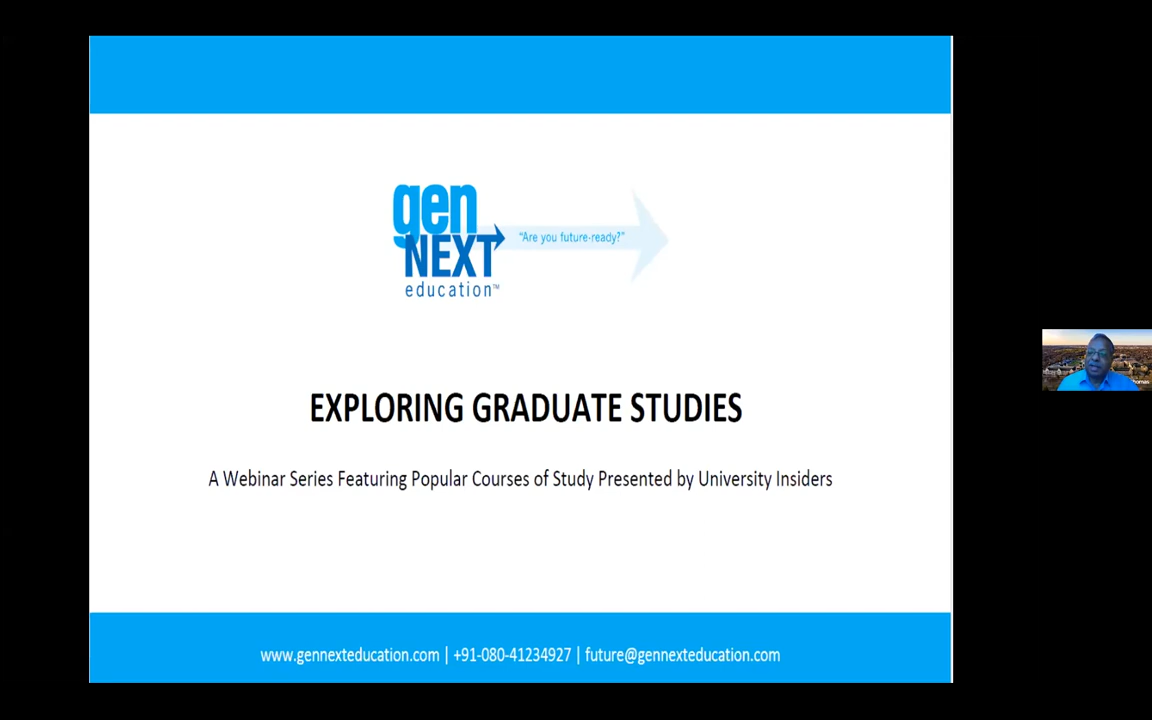 gen
NEXT
education™
"Are you future-ready?"
EXPLORING GRADUATE STUDIES
A Webinar Series Featuring Popular Courses of Study Presented by University Insiders
www.gennexteducation.com | +91-080-41234927 | future@gennexteducation.com